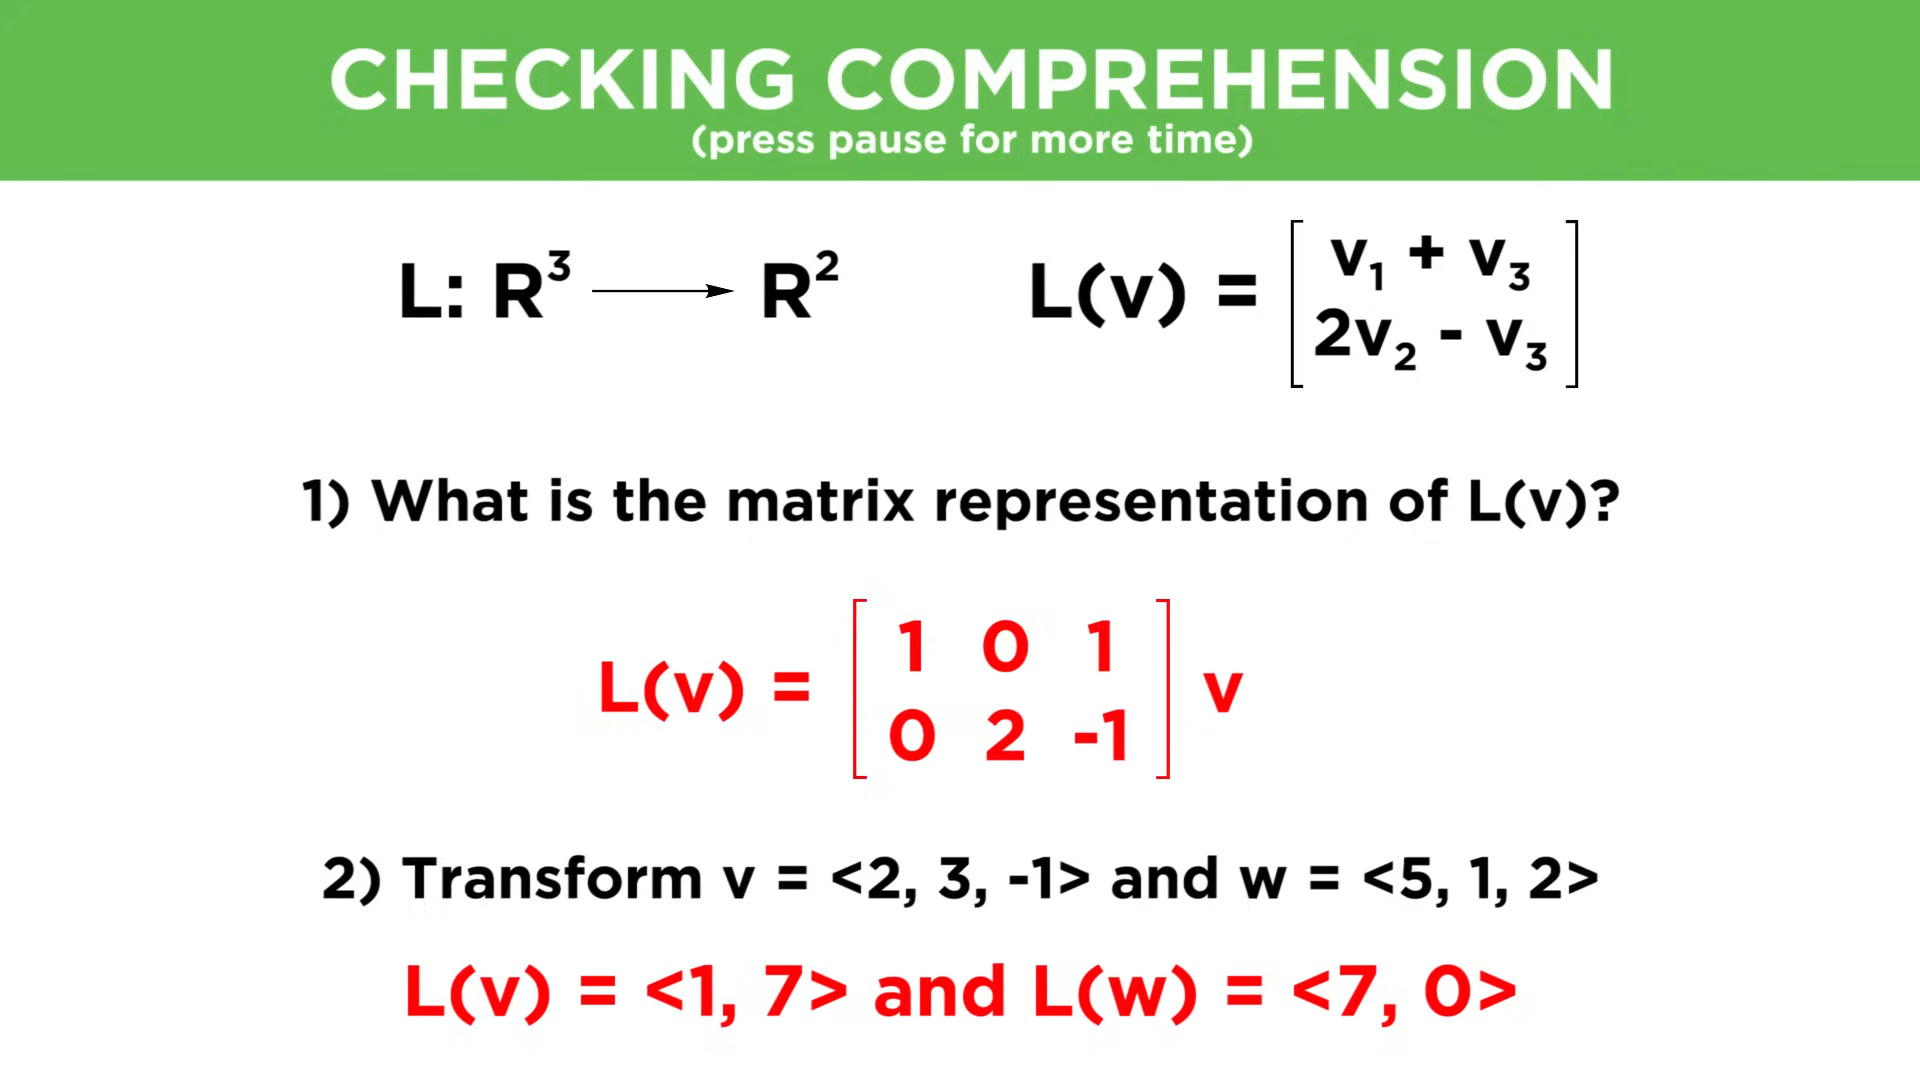 CHECKING COMPREHENSION
(press pause for more time)
L: R³ ⟶ R² L(v) = [v₁ + v₃
2v₂ - v₃]
1) What is the matrix representation of L(v)?
L(v) = [1 0 1
0 2 -1] v
2) Transform v = <2, 3, -1> and w = <5, 1, 2>
L(v) = <1, 7> and L(w) = <7, 0>